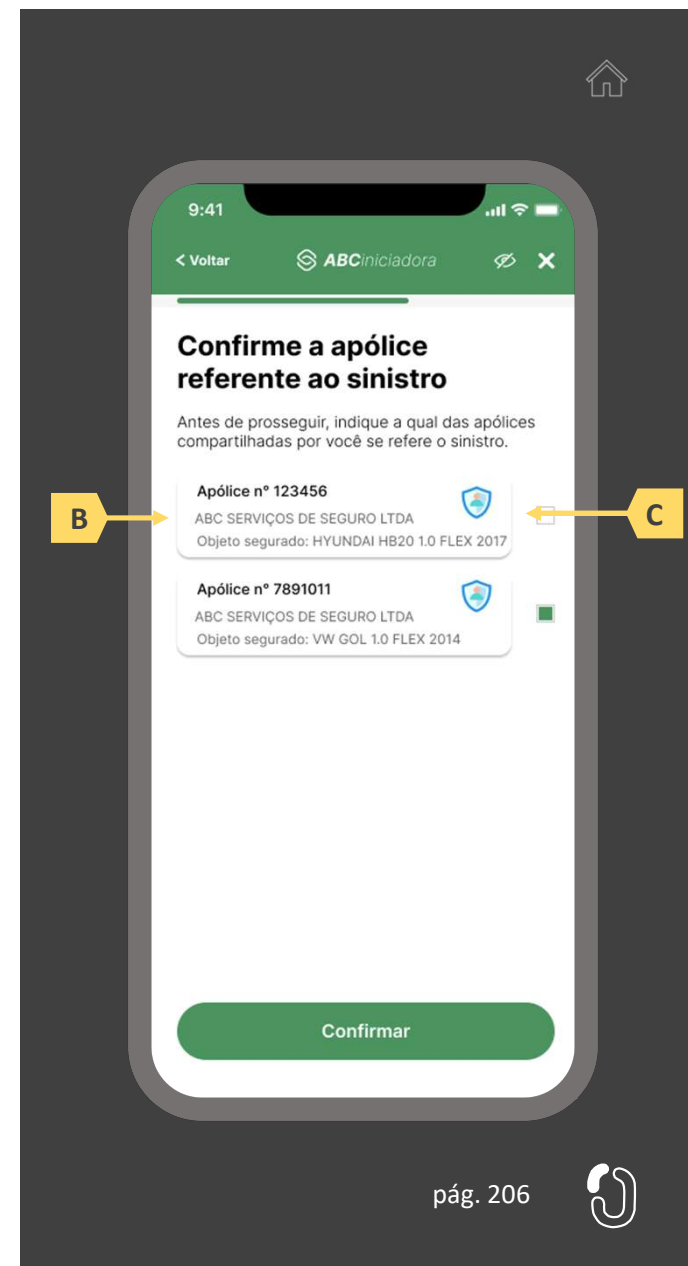 9:41
< Voltar
ABCiniciadora
Confirme a apólice
referente ao sinistro
Antes de prosseguir, indique a qual das apólices
compartilhadas por você se refere o sinistro.
Apólice nº 123456
ABC SERVIÇOS DE SEGURO LTDA
Objeto segurado: HYUNDAI HB20 1.0 FLEX 2017
B
C
Apólice nº 7891011
ABC SERVIÇOS DE SEGURO LTDA
Objeto segurado: VW GOL 1.0 FLEX 2014
Confirmar
pág. 206